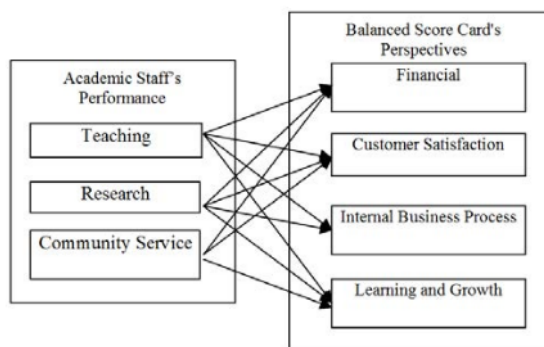 Academic Staff's
Performance
Teaching
Research
Community Service
Balanced Score Card's
Perspectives
Financial
Customer Satisfaction
Internal Business Process
Learning and Growth